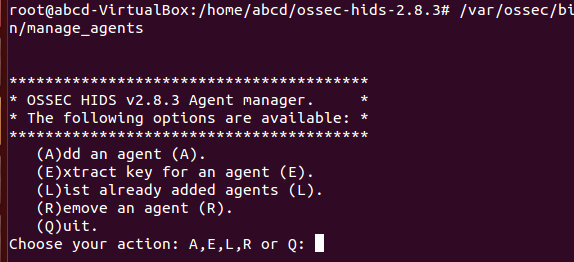 root@abcd-VirtualBox:/home/abcd/ossec-hids-2.8.3# /var/ossec/bi
n/manage_agents
****************************************
* OSSEC HIDS v2.8.3 Agent manager.     *
* The following options are available: *
****************************************
   (A)dd an agent (A).
   (E)xtract key for an agent (E).
   (L)ist already added agents (L).
   (R)emove an agent (R).
   (Q)uit.
Choose your action: A,E,L,R or Q: